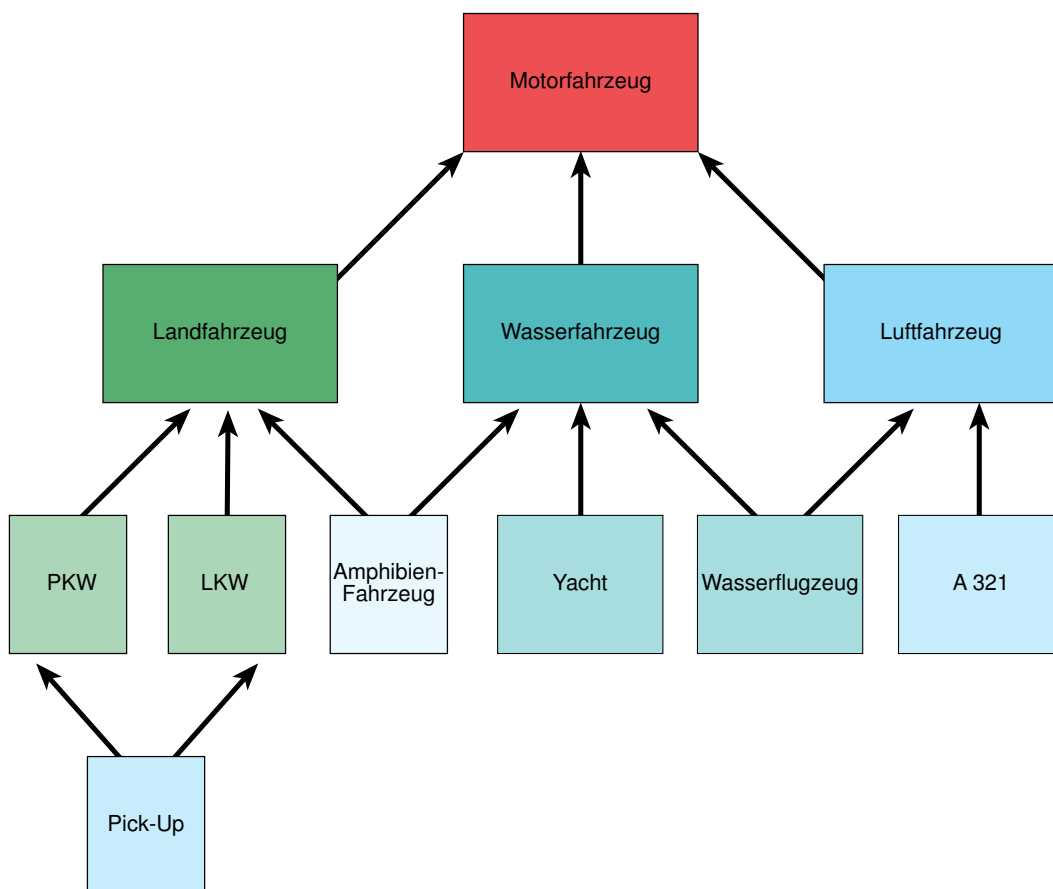 Motorfahrzeug
Landfahrzeug
Wasserfahrzeug
Luftfahrzeug
PKW
LKW
Amphibien-
Fahrzeug
Yacht
Wasserflugzeug
A 321
Pick-Up